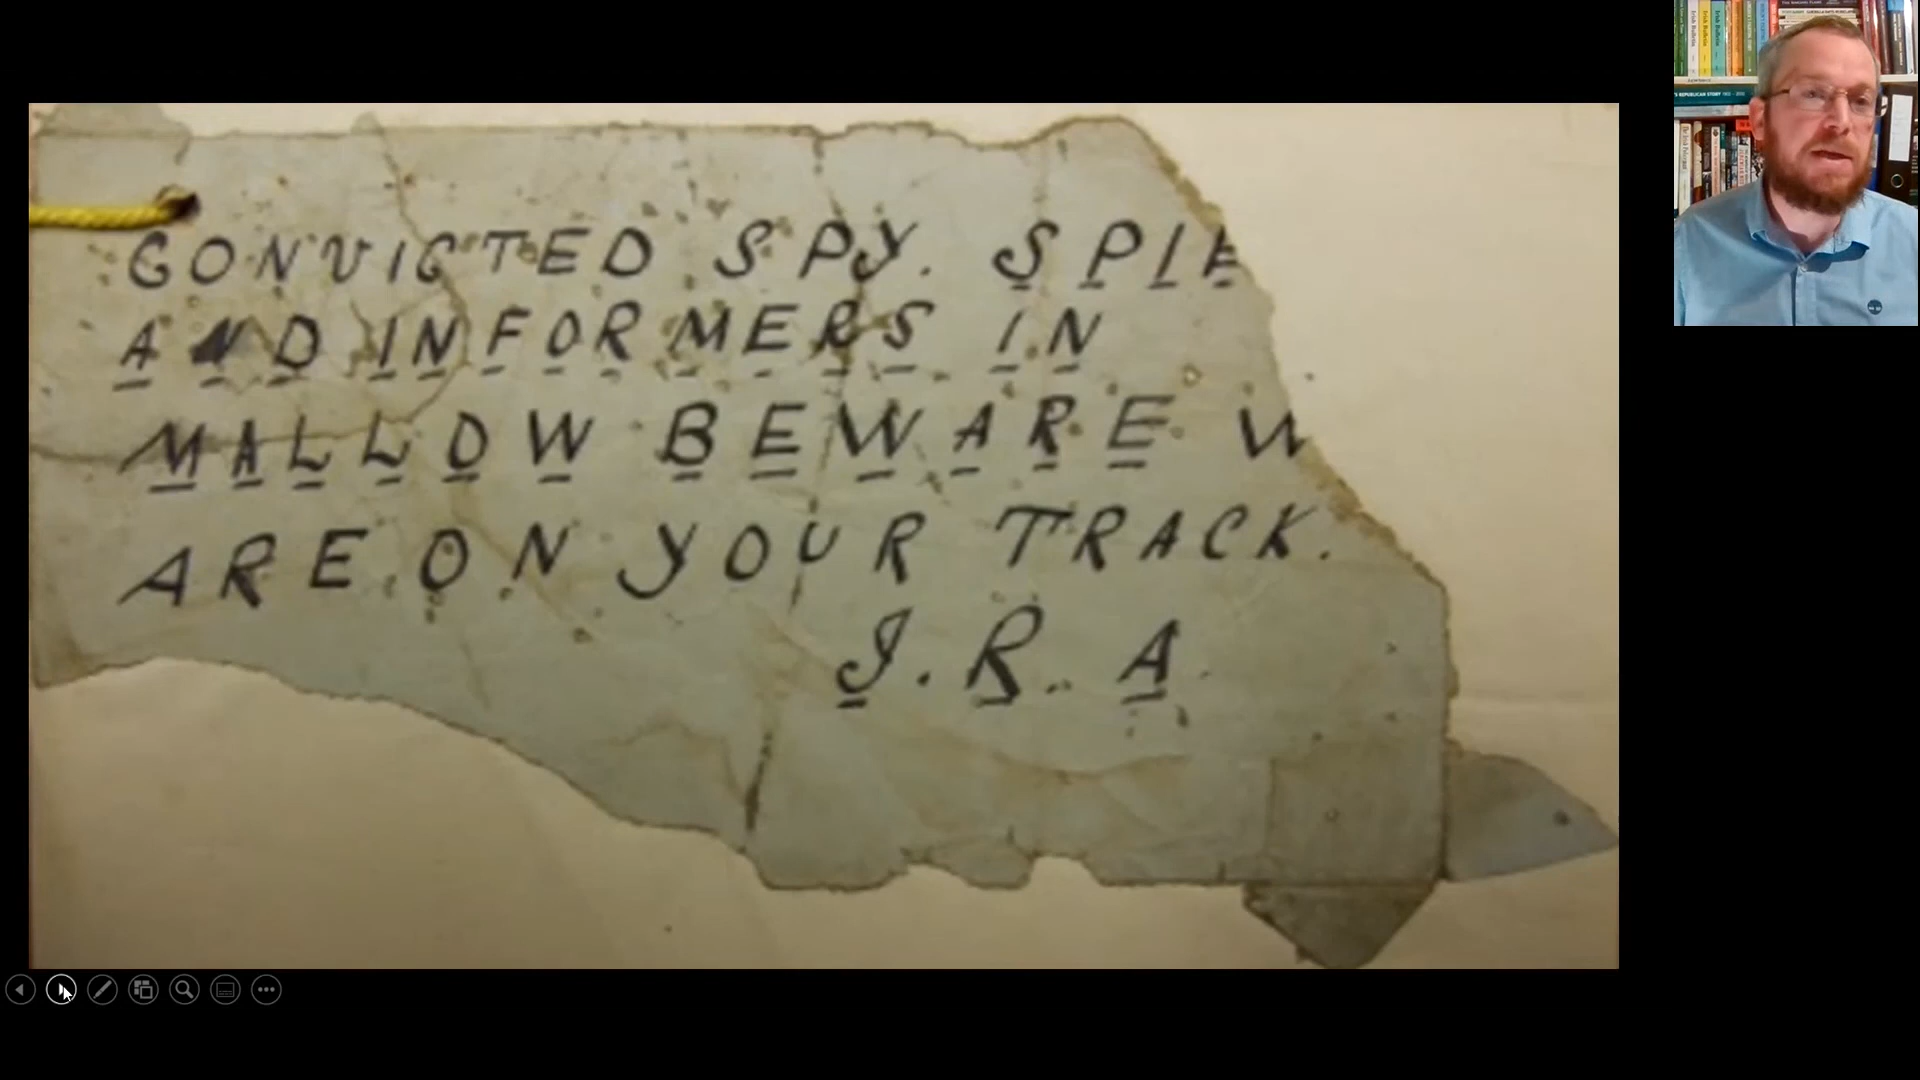 CONVICTED SPY. SPIE
AND INFORMERS IN
MALLOW BEWARE W
ARE ON YOUR TRACK.
I. R. A.